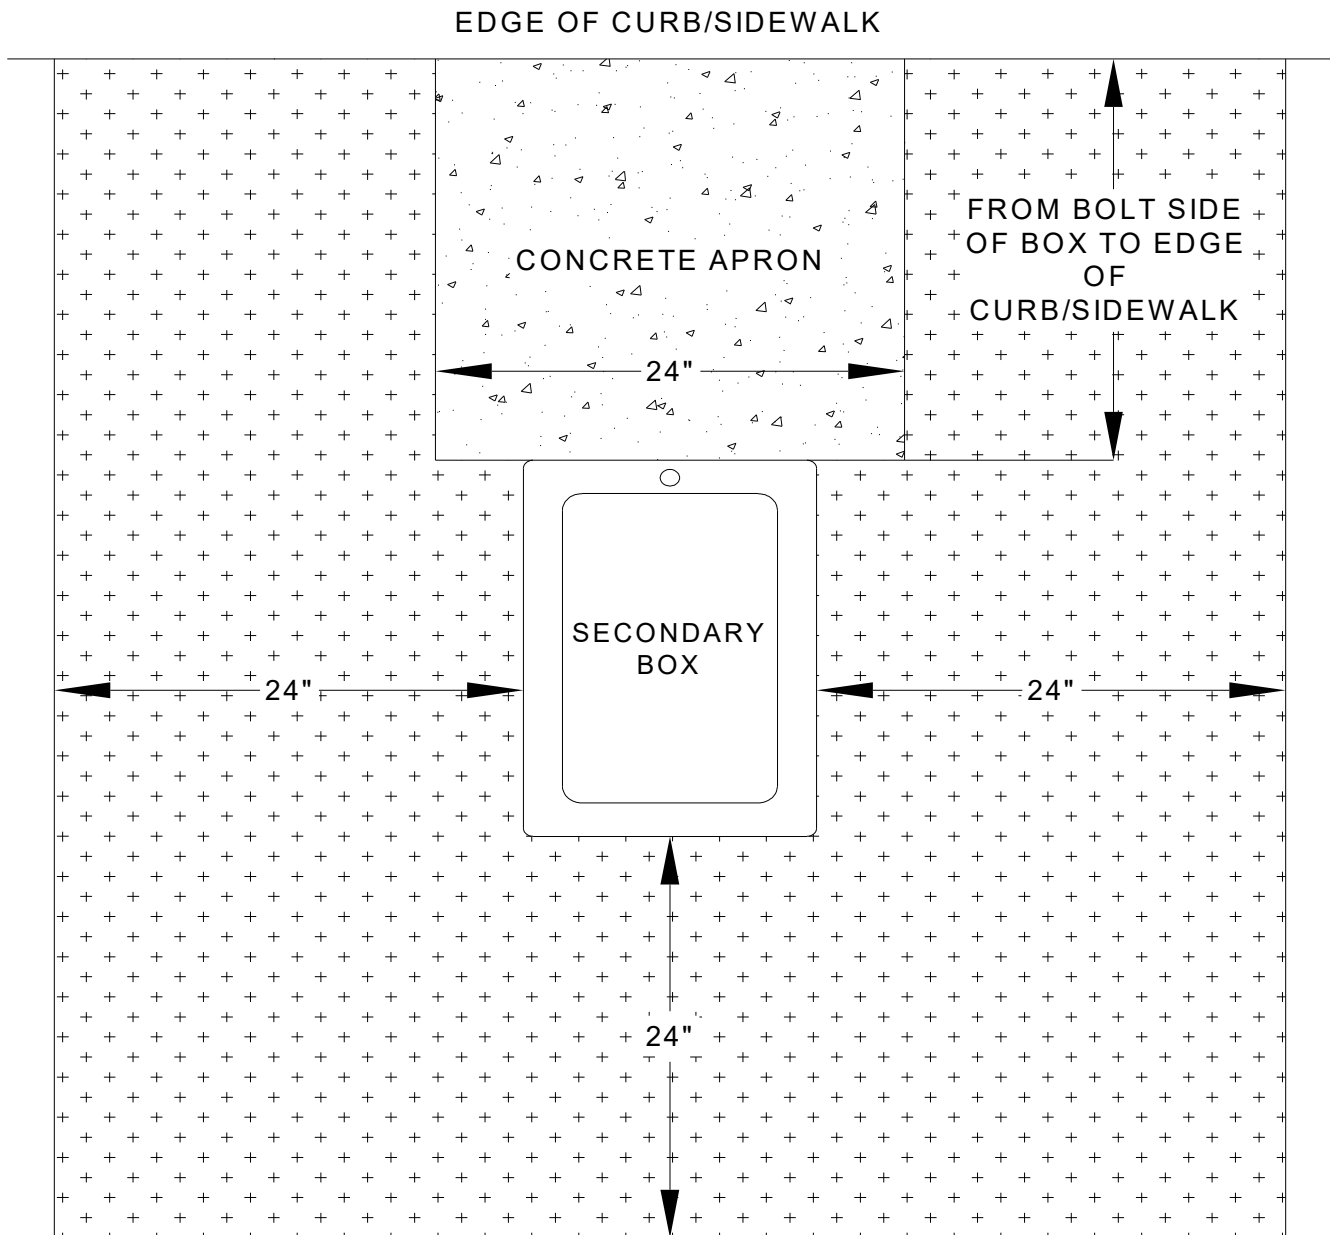 EDGE OF CURB/SIDEWALK
FROM BOLT SIDE
OF BOX TO EDGE
OF
CURB/SIDEWALK
CONCRETE APRON
24"
SECONDARY
BOX
24"
24"
24"